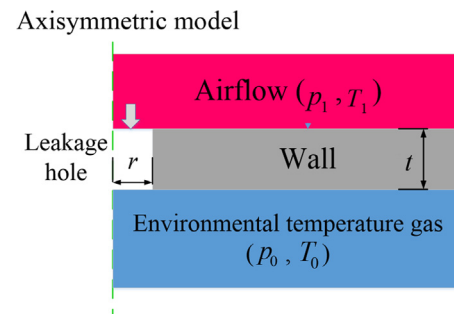 Axisymmetric model
Airflow (p₁ , T₁)
Leakage
hole
r
Wall
t
Environmental temperature gas
(p₀ , T₀)